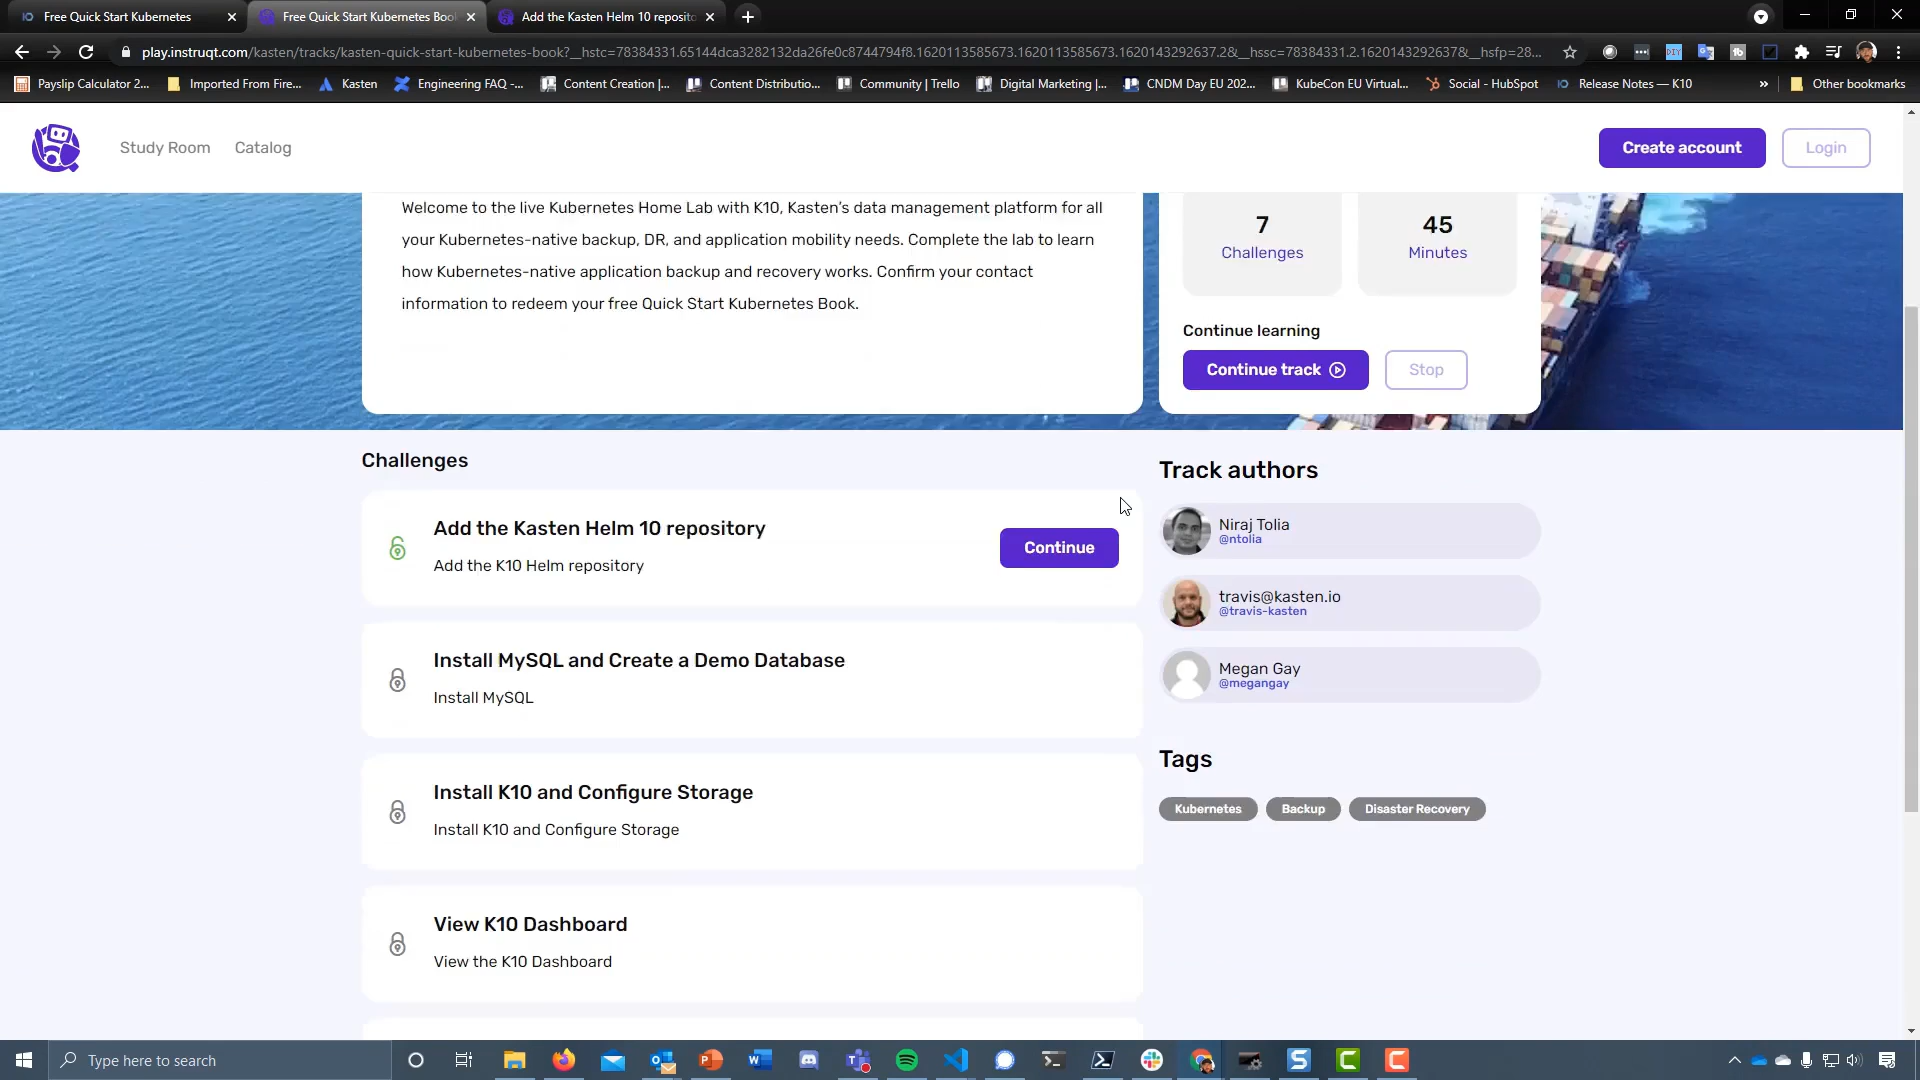 Free Quick Start Kubernetes
Free Quick Start Kubernetes Boo
Add the Kasten Helm 10 reposito
play.instruqt.com/kasten/tracks/kasten-quick-start-kubernetes-book?__hstc=78384331.65144dca3282132da26fe0c8744794f8.1620113585673.1620113585673.1620143292637.2&__hssc=78384331.2.1620143292637&__hsfp=28...
Payslip Calculator 2...
Imported From Fire...
Kasten
Engineering FAQ -...
Content Creation |...
Content Distributio...
Community | Trello
Digital Marketing |...
CNDM Day EU 202...
KubeCon EU Virtual...
Social - HubSpot
Release Notes — K10
»
Other bookmarks
Study Room
Catalog
Create account
Login
Welcome to the live Kubernetes Home Lab with K10, Kasten's data management platform for all
your Kubernetes-native backup, DR, and application mobility needs. Complete the lab to learn
how Kubernetes-native application backup and recovery works. Confirm your contact
information to redeem your free Quick Start Kubernetes Book.
7
Challenges
45
Minutes
Continue learning
Continue track
Stop
Challenges
Add the Kasten Helm 10 repository
Add the K10 Helm repository
Continue
Install MySQL and Create a Demo Database
Install MySQL
Install K10 and Configure Storage
Install K10 and Configure Storage
View K10 Dashboard
View the K10 Dashboard
Track authors
Niraj Tolia
@ntolia
travis@kasten.io
@travis-kasten
Megan Gay
@megangay
Tags
Kubernetes
Backup
Disaster Recovery
Type here to search